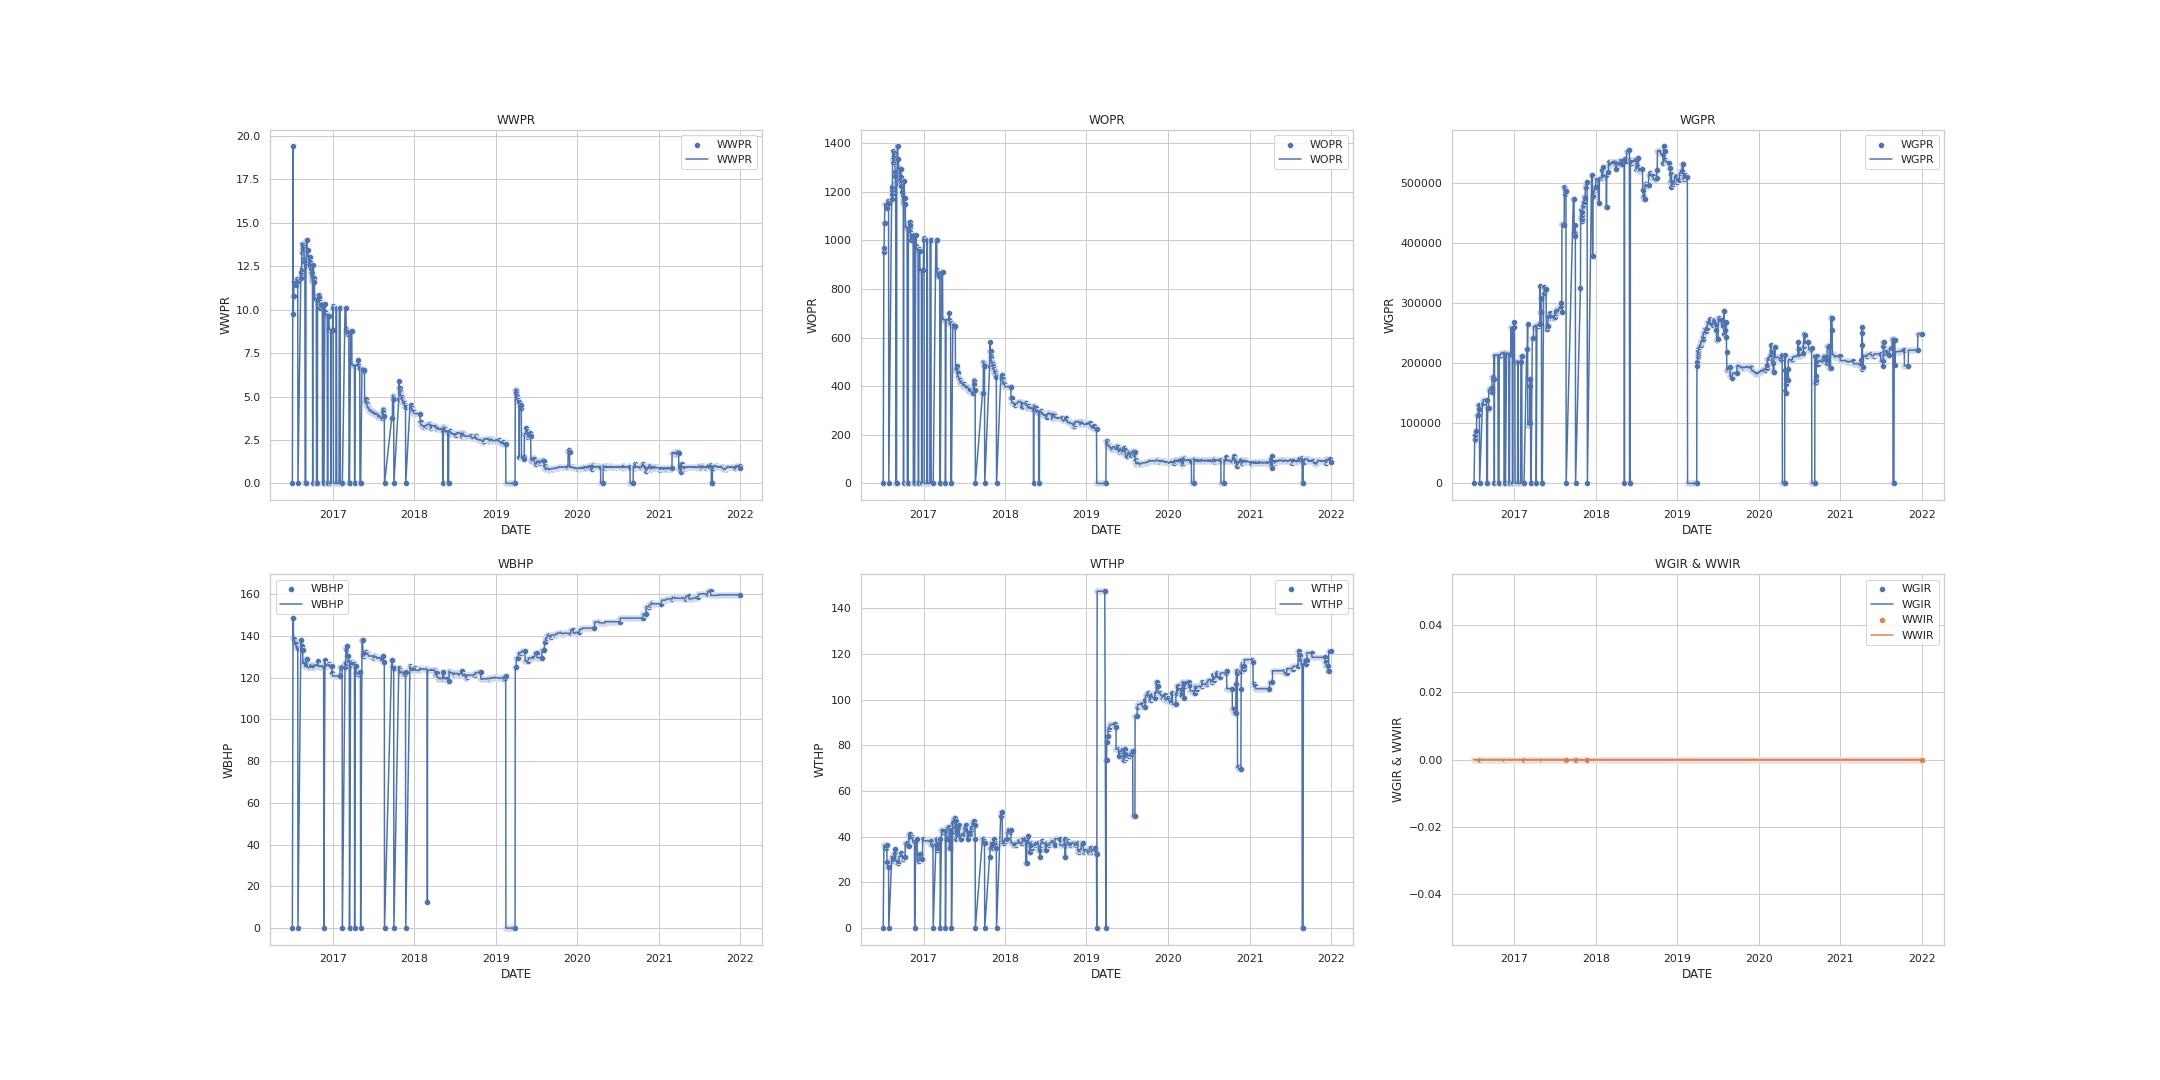 WWPR
WWPR
WWPR
20.0
17.5
15.0
12.5
10.0
7.5
5.0
2.5
0.0
WWPR
2017 2018 2019 2020 2021 2022
DATE
WOPR
WOPR
WOPR
1400
1200
1000
800
600
400
200
0
WOPR
2017 2018 2019 2020 2021 2022
DATE
WGPR
WGPR
WGPR
500000
400000
300000
200000
100000
0
WGPR
2017 2018 2019 2020 2021 2022
DATE
WBHP
WBHP
WBHP
160
140
120
100
80
60
40
20
0
WBHP
2017 2018 2019 2020 2021 2022
DATE
WTHP
WTHP
WTHP
140
120
100
80
60
40
20
0
WTHP
2017 2018 2019 2020 2021 2022
DATE
WGIR & WWIR
WGIR
WGIR
WWIR
WWIR
0.04
0.02
0.00
−0.02
−0.04
WGIR & WWIR
2017 2018 2019 2020 2021 2022
DATE